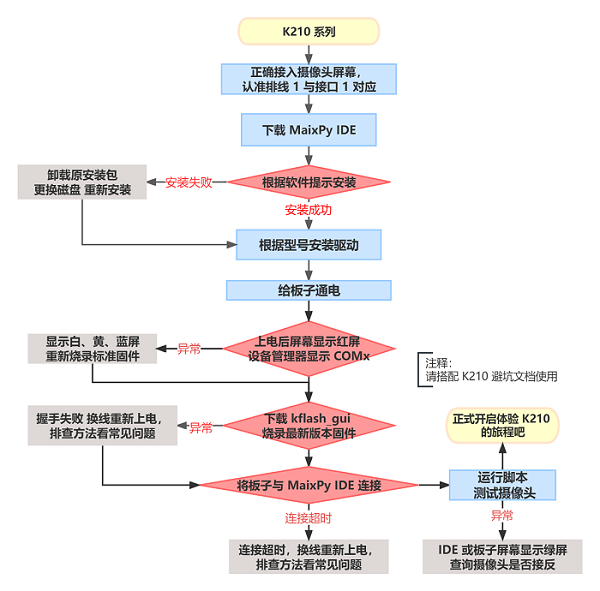 K210 系列
正确接入摄像头屏幕，
认准排线 1 与接口 1 对应
下载 MaixPy IDE
卸载原安装包
更换磁盘 重新安装
安装失败
根据软件提示安装
安装成功
根据型号安装驱动
给板子通电
显示白、黄、蓝屏
重新烧录标准固件
异常
上电后屏幕显示红屏
设备管理器显示 COMx
注释：
请搭配 K210 避坑文档使用
握手失败 换线重新上电，
排查方法看常见问题
异常
下载 kflash_gui
烧录最新版本固件
正式开启体验 K210
的旅程吧
将扳子与 MaixPy IDE 连接
运行脚本
测试摄像头
连接超时
异常
连接超时，换线重新上电，
排查方法看常见问题
IDE 或板子屏幕显示绿屏
查询摄像头是否接反